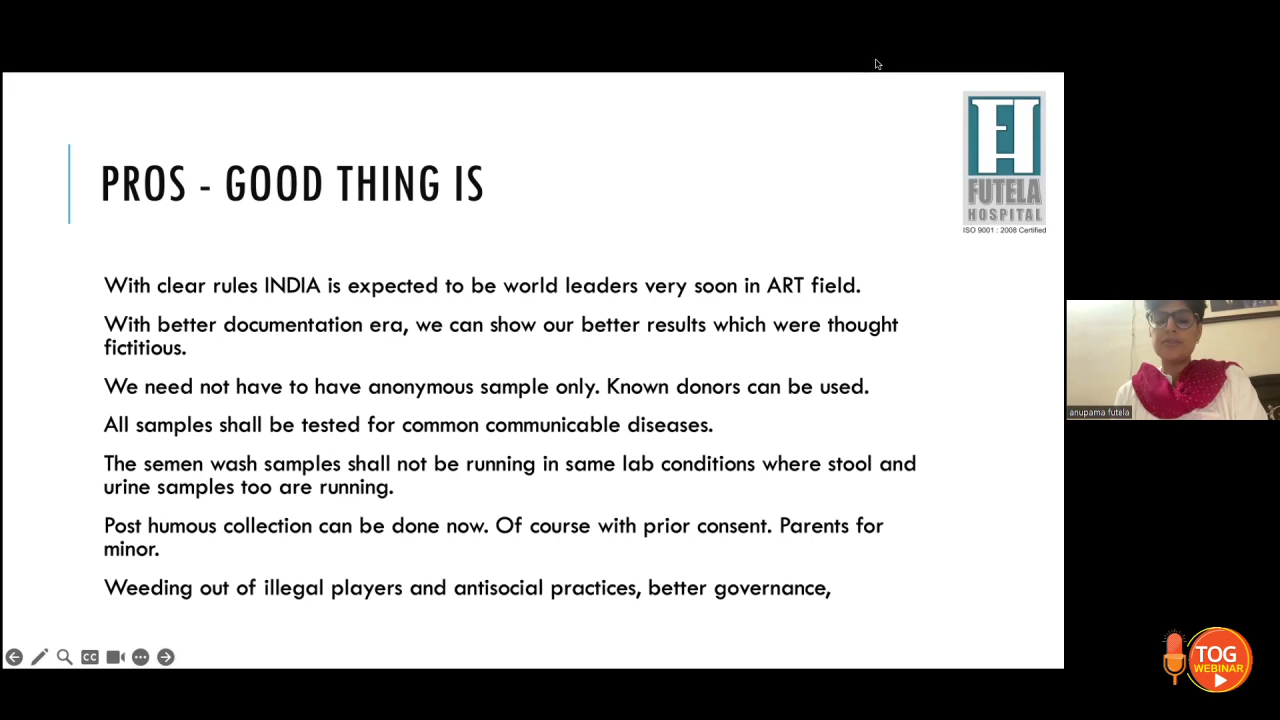 PROS - GOOD THING IS
FUTELA
HOSPITAL
ISO 9001 : 2008 Certified
With clear rules INDIA is expected to be world leaders very soon in ART field.
With better documentation era, we can show our better results which were thought
fictitious.
We need not have to have anonymous sample only. Known donors can be used.
All samples shall be tested for common communicable diseases.
The semen wash samples shall not be running in same lab conditions where stool and
urine samples too are running.
Post humous collection can be done now. Of course with prior consent. Parents for
minor.
Weeding out of illegal players and antisocial practices, better governance,
CC
anupama futela
TOG
WEBINAR